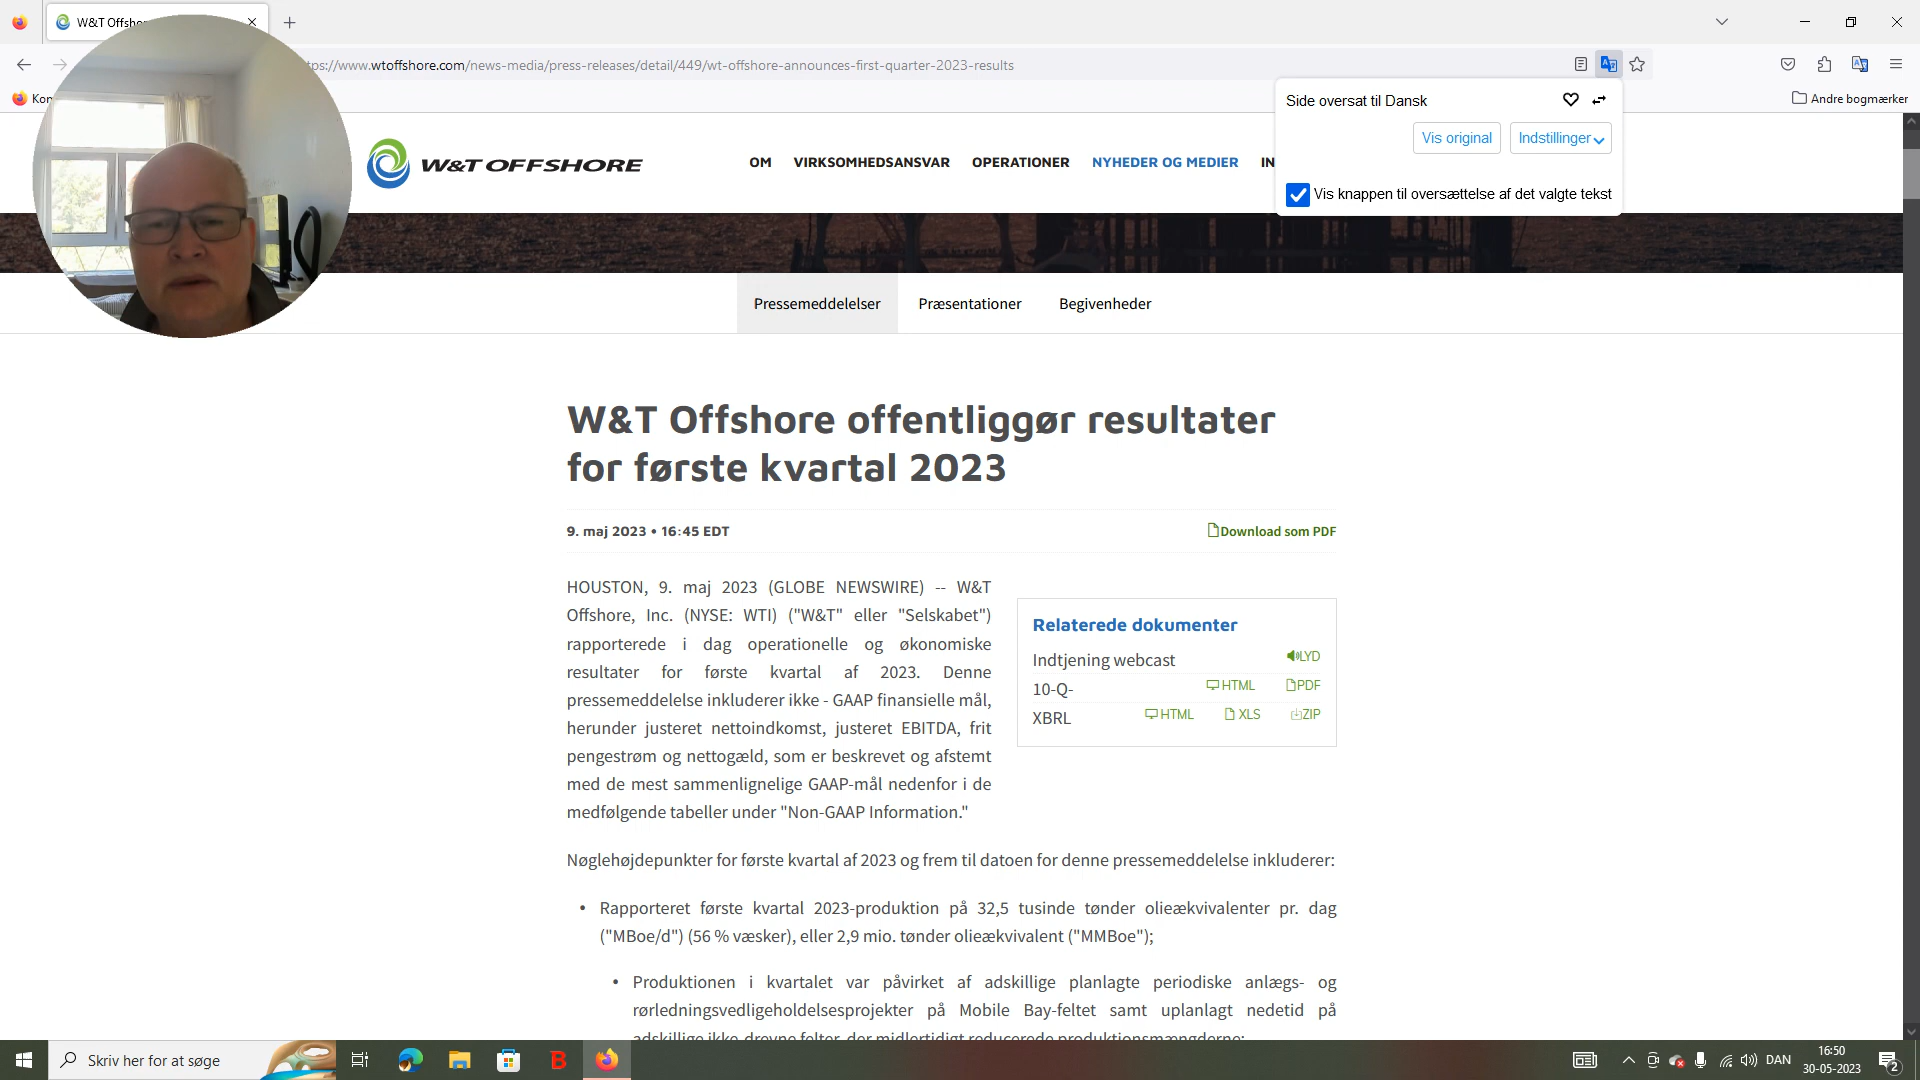 W&T Offshor
tps://www.wtoffshore.com/news-media/press-releases/detail/449/wt-offshore-announces-first-quarter-2023-results
Andre bogmærker
Side oversat til Dansk
Vis original
Indstillinger
Vis knappen til oversættelse af det valgte tekst
W&T OFFSHORE
OM VIRKSOMHEDSANSVAR OPERATIONER NYHEDER OG MEDIER IN
Pressemeddelelser Præsentationer Begivenheder
W&T Offshore offentliggør resultater
for første kvartal 2023
9. maj 2023 • 16:45 EDT
Download som PDF
HOUSTON, 9. maj 2023 (GLOBE NEWSWIRE) -- W&T
Offshore, Inc. (NYSE: WTI) ("W&T" eller "Selskabet")
rapporterede i dag operationelle og økonomiske
resultater for første kvartal af 2023. Denne
pressemeddelelse inkluderer ikke - GAAP finansielle mål,
herunder justeret nettoindkomst, justeret EBITDA, frit
pengestrøm og nettogæld, som er beskrevet og afstemt
med de mest sammenlignelige GAAP-mål nedenfor i de
medfølgende tabeller under "Non-GAAP Information."
Relaterede dokumenter
Indtjening webcast LYD
10-Q- HTML PDF
XBRL HTML XLS ZIP
Nøglehøjdepunkter for første kvartal af 2023 og frem til datoen for denne pressemeddelelse inkluderer:
• Rapporteret første kvartal 2023-produktion på 32,5 tusinde tønder olieækvivalenter pr. dag
("MBoe/d") (56 % væsker), eller 2,9 mio. tønder olieækvivalent ("MMBoe");
• Produktionen i kvartalet var påvirket af adskillige planlagte periodiske anlægs- og
rørledningsvedligeholdelsesprojekter på Mobile Bay-feltet samt uplanlagt nedetid på
adskillige ikke-drevne felter, der midlertidigt reducerede produktionsmængderne;
Skriv her for at søge
DAN
16:50
30-05-2023
2